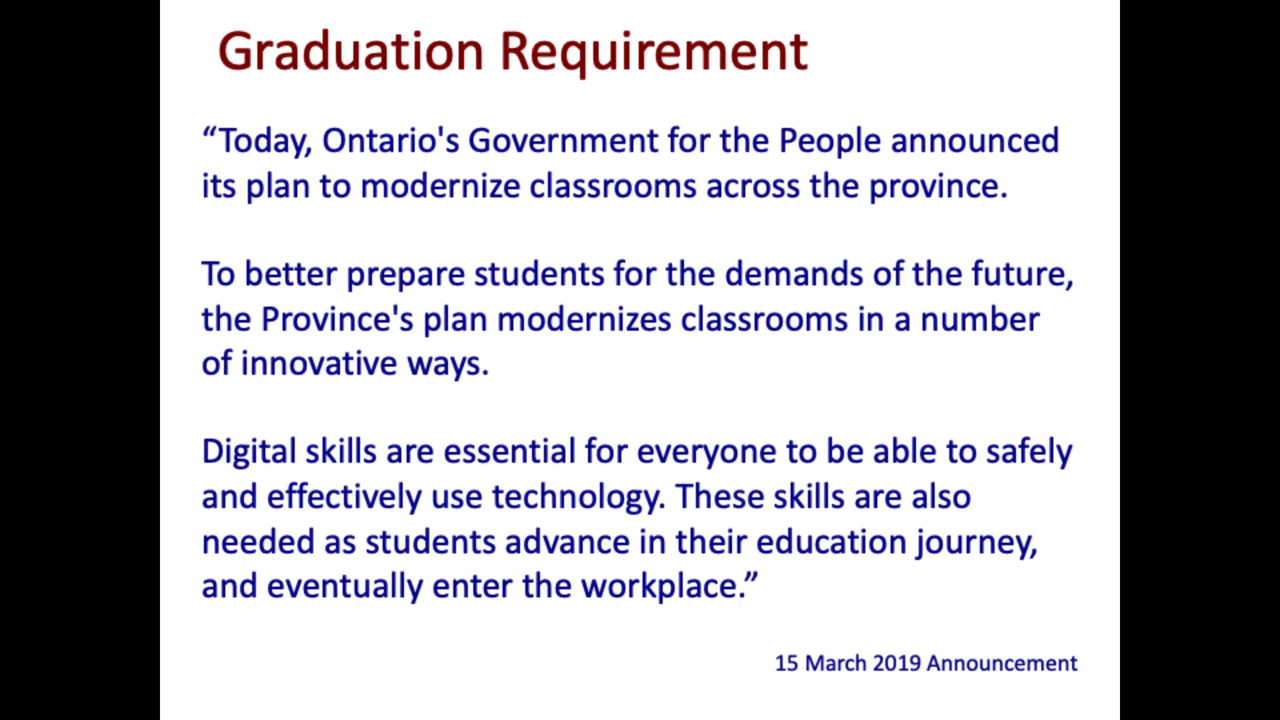 Graduation Requirement
“Today, Ontario's Government for the People announced
its plan to modernize classrooms across the province.
To better prepare students for the demands of the future,
the Province's plan modernizes classrooms in a number
of innovative ways.
Digital skills are essential for everyone to be able to safely
and effectively use technology. These skills are also
needed as students advance in their education journey,
and eventually enter the workplace.”
15 March 2019 Announcement